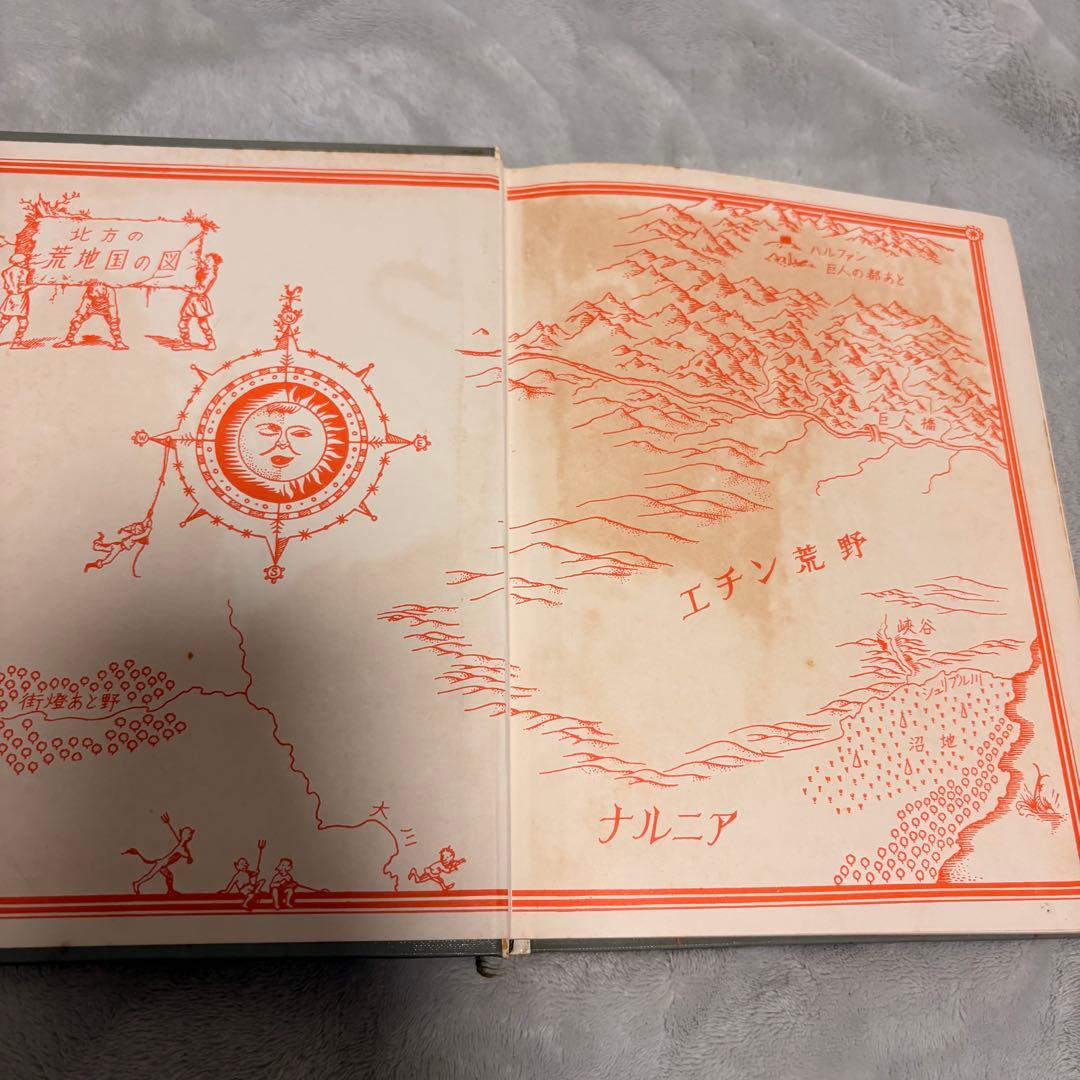 北方の
荒地国の図
N
W
E
S
街燈あと野
大
三
ハルファン
巨人の都あと
巨人橋
エチン荒野
峡谷
シュリブル川
沼地
ナルニア